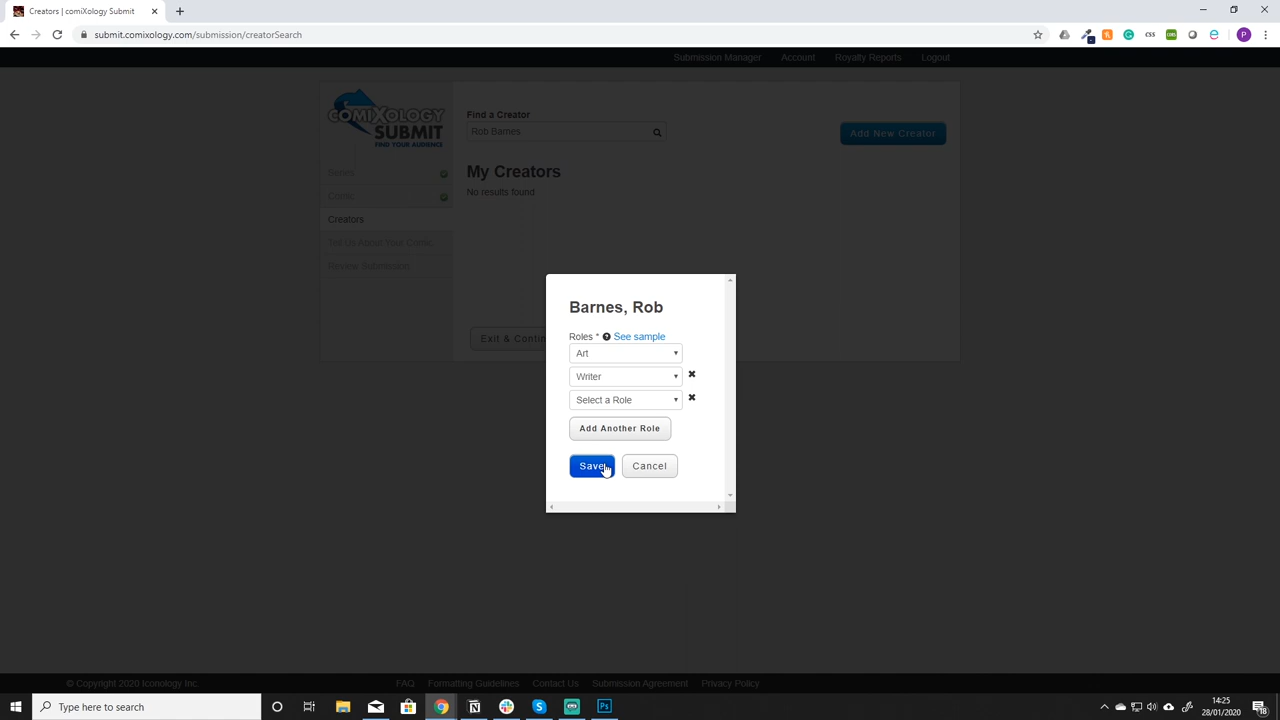 Creators | comiXology Submit
submit.comixology.com/submission/creatorSearch
CSS
P
Submission Manager
Account
Royalty Reports
Logout
COMIXOLOGY
SUBMIT
FIND YOUR AUDIENCE
Find a Creator
Rob Barnes
Add New Creator
My Creators
No results found
Series
Comic
Creators
Tell Us About Your Comic
Review Submission
Exit & Contin
Barnes, Rob
Roles * See sample
Art
Writer
Select a Role
Add Another Role
Save
Cancel
© Copyright 2020 Iconology Inc.
FAQ
Formatting Guidelines
Contact Us
Submission Agreement
Privacy Policy
Type here to search
Ps
14:25
28/01/2020